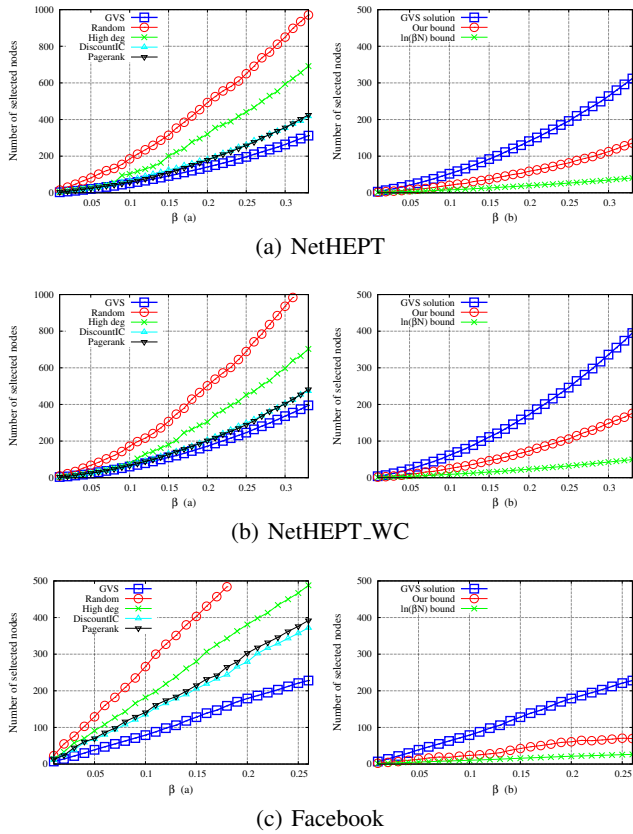 Number of seltected nodes
1000
800
600
400
200
0
GVS
Random
High deg
DiscountIC
Pagerank
0.05 0.1 0.15 0.2 0.25 0.3
β (a)
Number of seltected nodes
500
400
300
200
100
0
GVS solution
Our bound
ln(βN) bound
0.05 0.1 0.15 0.2 0.25 0.3
β (b)
(a) NetHEPT
Number of seltected nodes
1000
800
600
400
200
0
GVS
Random
High deg
DiscountIC
Pagerank
0.05 0.1 0.15 0.2 0.25 0.3
β (a)
Number of seltected nodes
500
400
300
200
100
0
GVS solution
Our bound
ln(βN) bound
0.05 0.1 0.15 0.2 0.25 0.3
β (b)
(b) NetHEPT_WC
Number of seltected nodes
500
400
300
200
100
0
GVS
Random
High deg
DiscountIC
Pagerank
0.05 0.1 0.15 0.2 0.25
β (a)
Number of seltected nodes
500
400
300
200
100
0
GVS solution
Our bound
ln(βN) bound
0.05 0.1 0.15 0.2 0.25
β (b)
(c) Facebook